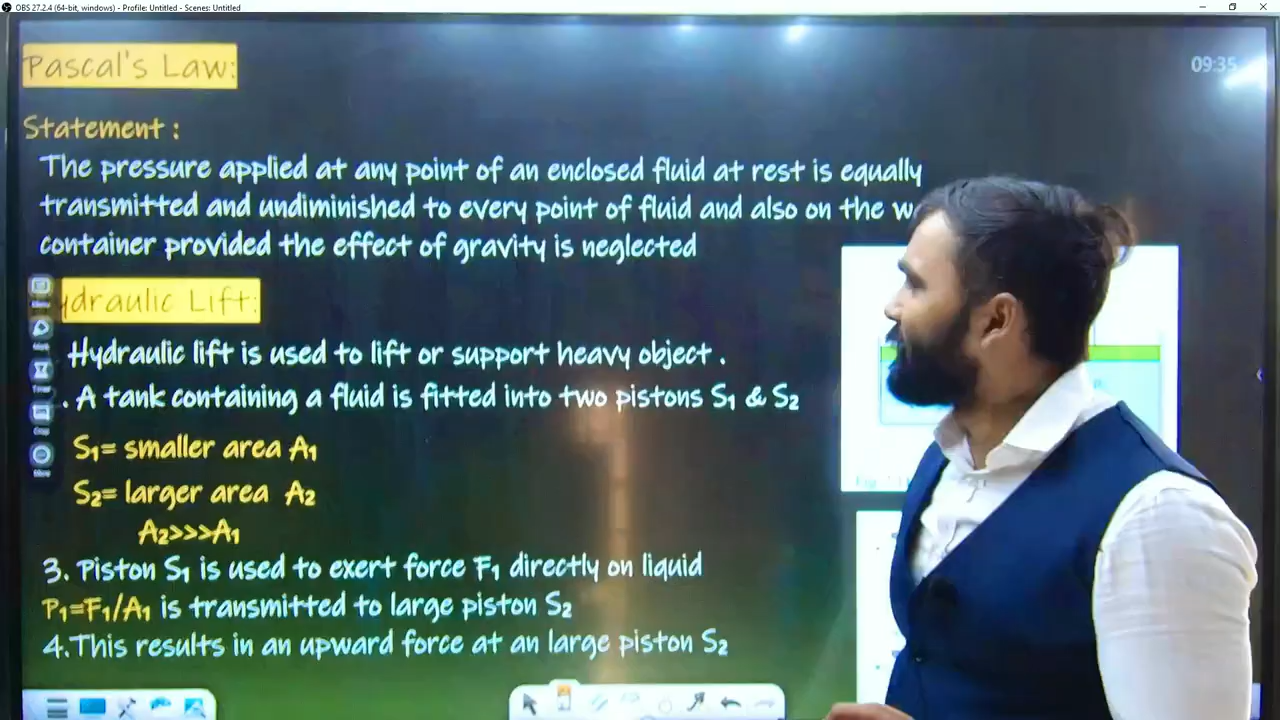 OBS 27.2.4 (64-bit, windows) - Profile: Untitled - Scenes: Untitled
Pascal's Law:
09:35
Statement :
The pressure applied at any point of an enclosed fluid at rest is equally
transmitted and undiminished to every point of fluid and also on the
container provided the effect of gravity is neglected
ydraulic Lift:
Hydraulic lift is used to lift or support heavy object .
. A tank containing a fluid is fitted into two pistons S₁ & S₂
S₁= smaller area A₁
S₂= larger area A₂
A₂>>>A₁
3. Piston S₁ is used to exert force F₁ directly on liquid
P₁=F₁/A₁ is transmitted to large piston S₂
4.This results in an upward force at an large piston S₂